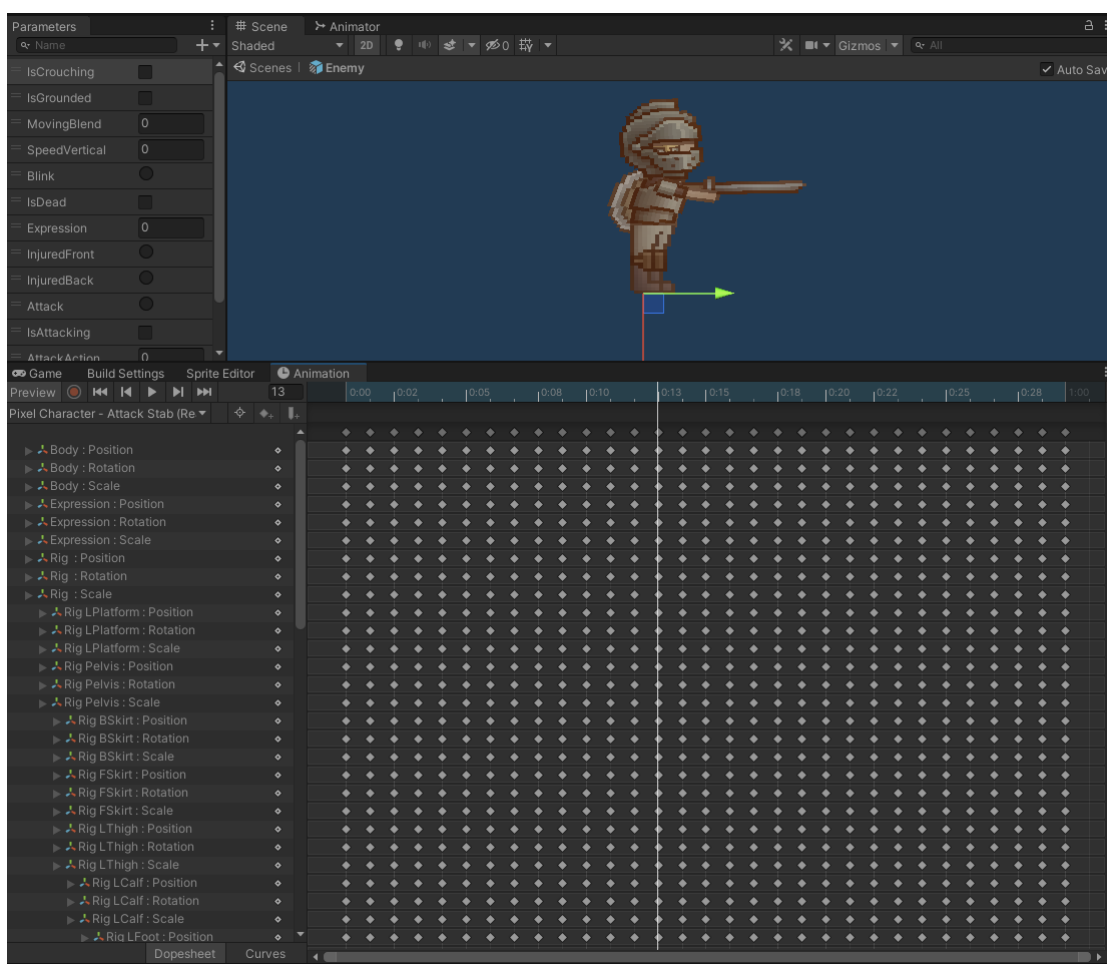 Parameters
# Scene
Animator
Name
Shaded
2D
0
Gizmos
All
IsCrouching
Scenes | Enemy
Auto Sav
IsGrounded
MovingBlend 0
SpeedVertical 0
Blink
IsDead
Expression 0
InjuredFront
InjuredBack
Attack
IsAttacking
AttackAction 0
Game Build Settings Sprite Editor Animation
Preview 13 0:00 0:02 0:05 0:08 0:10 0:13 0:15 0:18 0:20 0:22 0:25 0:28 1:00
Pixel Character - Attack Stab (Re
Body : Position
Body : Rotation
Body : Scale
Expression : Position
Expression : Rotation
Expression : Scale
Rig : Position
Rig : Rotation
Rig : Scale
Rig LPlatform : Position
Rig LPlatform : Rotation
Rig LPlatform : Scale
Rig Pelvis : Position
Rig Pelvis : Rotation
Rig Pelvis : Scale
Rig BSkirt : Position
Rig BSkirt : Rotation
Rig BSkirt : Scale
Rig FSkirt : Position
Rig FSkirt : Rotation
Rig FSkirt : Scale
Rig LThigh : Position
Rig LThigh : Rotation
Rig LThigh : Scale
Rig LCalf : Position
Rig LCalf : Rotation
Rig LCalf : Scale
Rig LFoot : Position
Dopesheet Curves